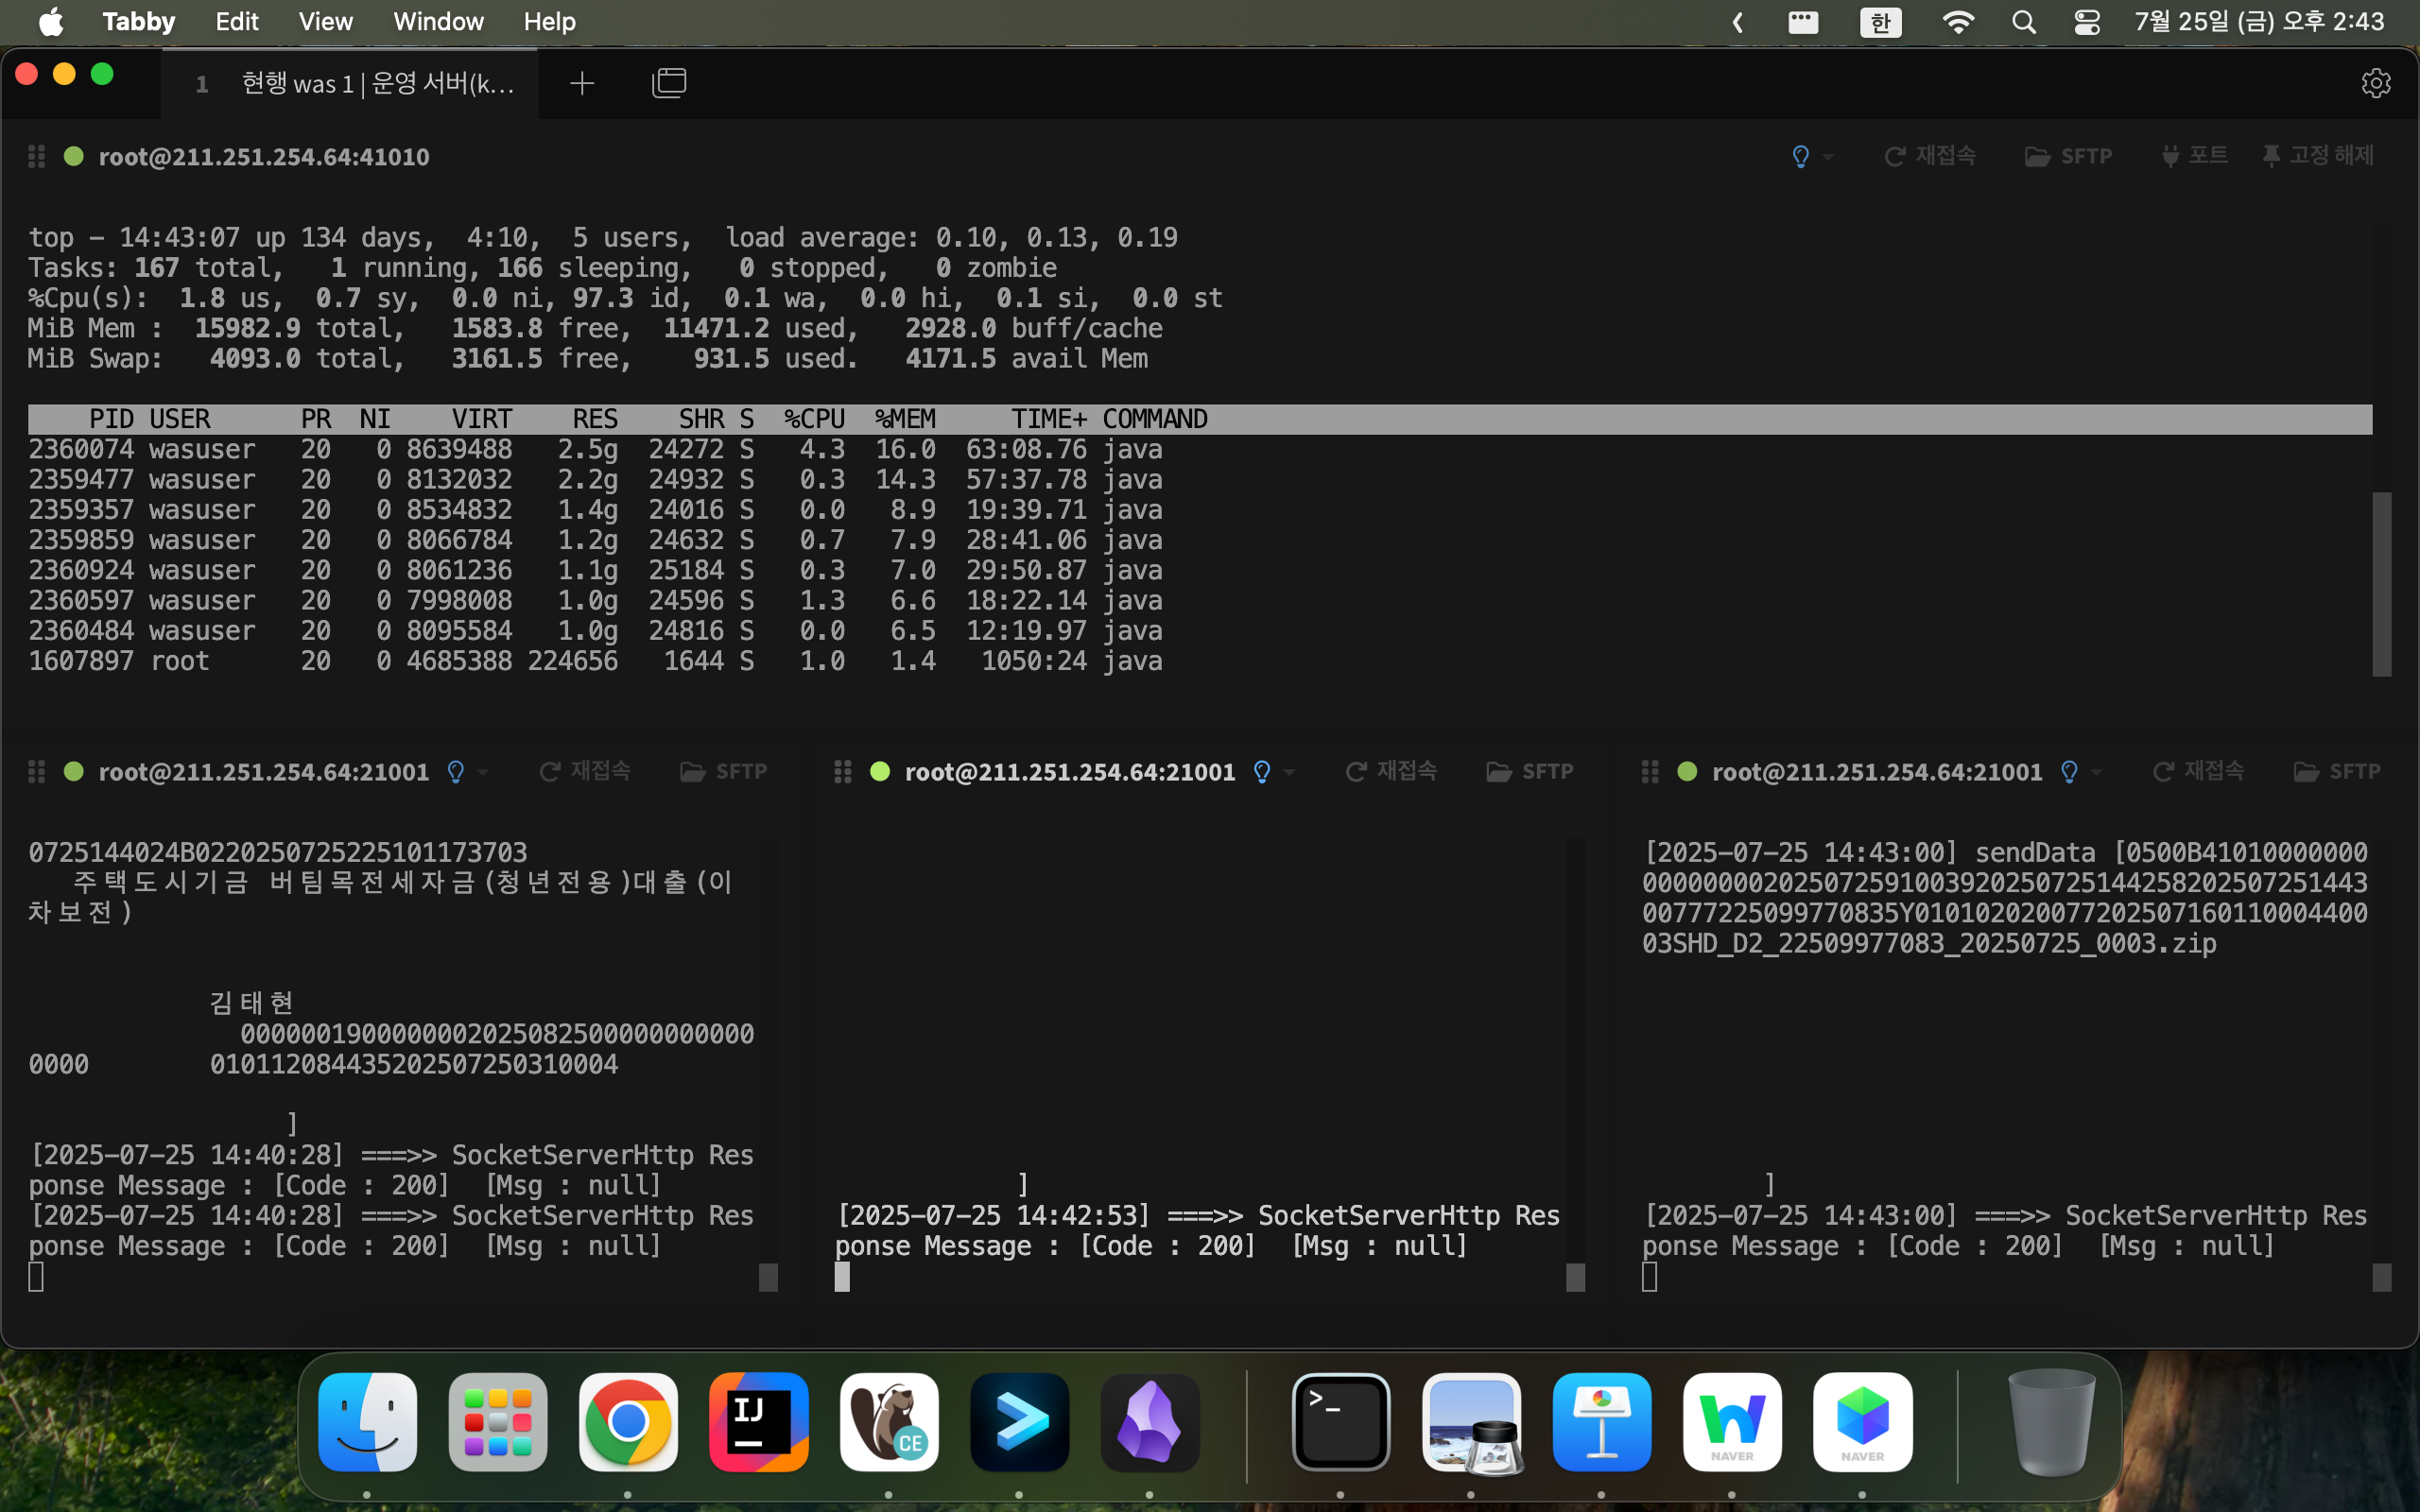 Tabby Edit View Window Help 한 7월 25일 (금) 오후 2:43
1 현행 was 1 | 운영 서버(k...
root@211.251.254.64:41010 재접속 SFTP 포트 고정 해제
top - 14:43:07 up 134 days, 4:10, 5 users, load average: 0.10, 0.13, 0.19
Tasks: 167 total, 1 running, 166 sleeping, 0 stopped, 0 zombie
%Cpu(s): 1.8 us, 0.7 sy, 0.0 ni, 97.3 id, 0.1 wa, 0.0 hi, 0.1 si, 0.0 st
MiB Mem : 15982.9 total, 1583.8 free, 11471.2 used, 2928.0 buff/cache
MiB Swap: 4093.0 total, 3161.5 free, 931.5 used. 4171.5 avail Mem
PID USER PR NI VIRT RES SHR S %CPU %MEM TIME+ COMMAND
2360074 wasuser 20 0 8639488 2.5g 24272 S 4.3 16.0 63:08.76 java
2359477 wasuser 20 0 8132032 2.2g 24932 S 0.3 14.3 57:37.78 java
2359357 wasuser 20 0 8534832 1.4g 24016 S 0.0 8.9 19:39.71 java
2359859 wasuser 20 0 8066784 1.2g 24632 S 0.7 7.9 28:41.06 java
2360924 wasuser 20 0 8061236 1.1g 25184 S 0.3 7.0 29:50.87 java
2360597 wasuser 20 0 7998008 1.0g 24596 S 1.3 6.6 18:22.14 java
2360484 wasuser 20 0 8095584 1.0g 24816 S 0.0 6.5 12:19.97 java
1607897 root 20 0 4685388 224656 1644 S 1.0 1.4 1050:24 java
root@211.251.254.64:21001 재접속 SFTP
0725144024B0220250725225101173703
주택도시기금 버팀목전세자금(청년전용)대출(이
차보전)
김태현
0000001900000002025082500000000000
0000 010112084435202507250310004
]
[2025-07-25 14:40:28] ===>> SocketServerHttp Res
ponse Message : [Code : 200] [Msg : null]
[2025-07-25 14:40:28] ===>> SocketServerHttp Res
ponse Message : [Code : 200] [Msg : null]
root@211.251.254.64:21001 재접속 SFTP
]
[2025-07-25 14:42:53] ===>> SocketServerHttp Res
ponse Message : [Code : 200] [Msg : null]
root@211.251.254.64:21001 재접속 SFTP
[2025-07-25 14:43:00] sendData [0500B41010000000
000000002025072591003920250725144258202507251443
00777225099770835Y010102020077202507160110004400
03SHD_D2_22509977083_20250725_0003.zip
]
[2025-07-25 14:43:00] ===>> SocketServerHttp Res
ponse Message : [Code : 200] [Msg : null]
IJ
CE
>_
NAVER
NAVER